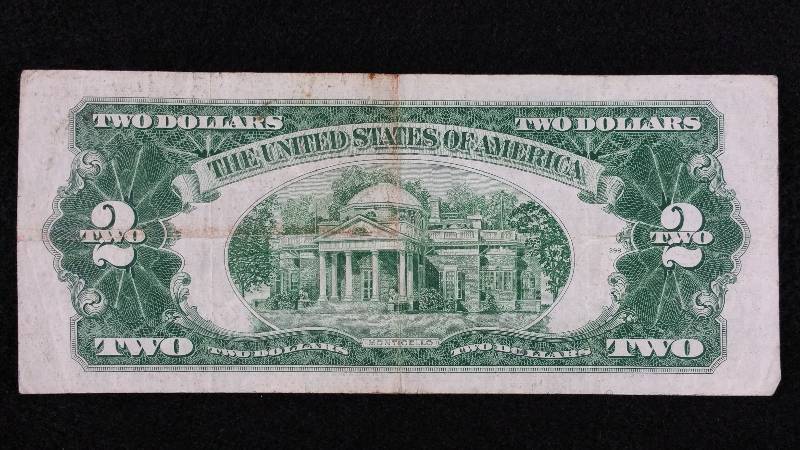 TWO DOLLARS TWO DOLLARS
THE UNITED STATES OF AMERICA
2 2
TWO TWO
MONTICELLO
TWO TWO DOLLARS TWO DOLLARS TWO